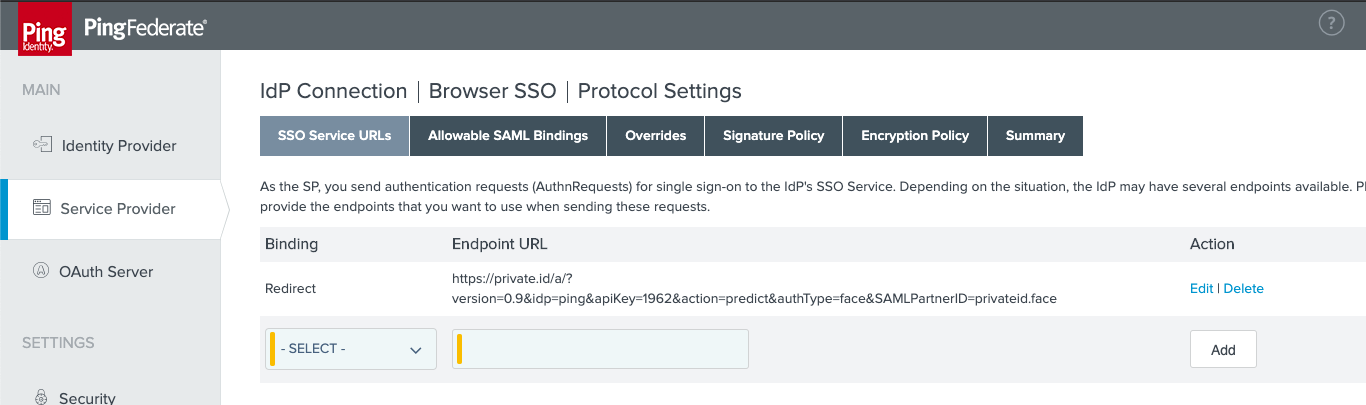 Ping
Identity.
PingFederate®
?
MAIN
Identity Provider
Service Provider
OAuth Server
SETTINGS
Security
IdP Connection | Browser SSO | Protocol Settings
SSO Service URLs Allowable SAML Bindings Overrides Signature Policy Encryption Policy Summary
As the SP, you send authentication requests (AuthnRequests) for single sign-on to the IdP's SSO Service. Depending on the situation, the IdP may have several endpoints available.
provide the endpoints that you want to use when sending these requests.
Binding Endpoint URL Action
https://private.id/a/?
Redirect version=0.9&idp=ping&apiKey=1962&action=predict&authType=face&SAMLPartnerID=privateid.face Edit | Delete
- SELECT - Add